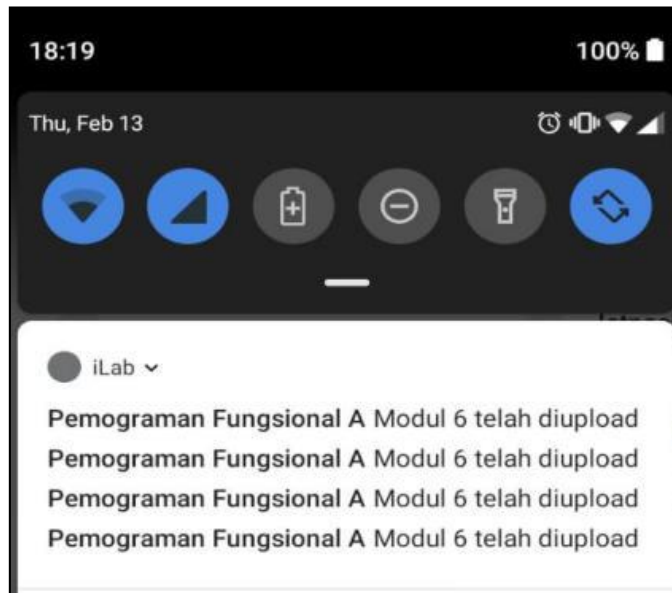 18:19 100%
Thu, Feb 13
iLab
Pemograman Fungsional A Modul 6 telah diupload
Pemograman Fungsional A Modul 6 telah diupload
Pemograman Fungsional A Modul 6 telah diupload
Pemograman Fungsional A Modul 6 telah diupload